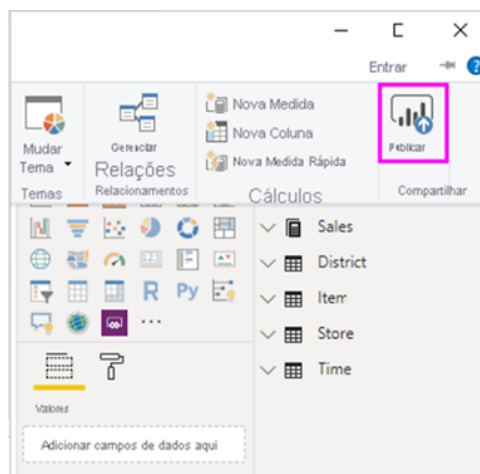 Entrar
Nova Medida
Nova Coluna
Nova Medida Rápida
Mudar
Tema
Gerenciar
Relações
Publicar
Temas
Relacionamentos
Cálculos
Compartilhar
Sales
District
Item
Store
Time
R Py
Valores
Adicionar campos de dados aqui